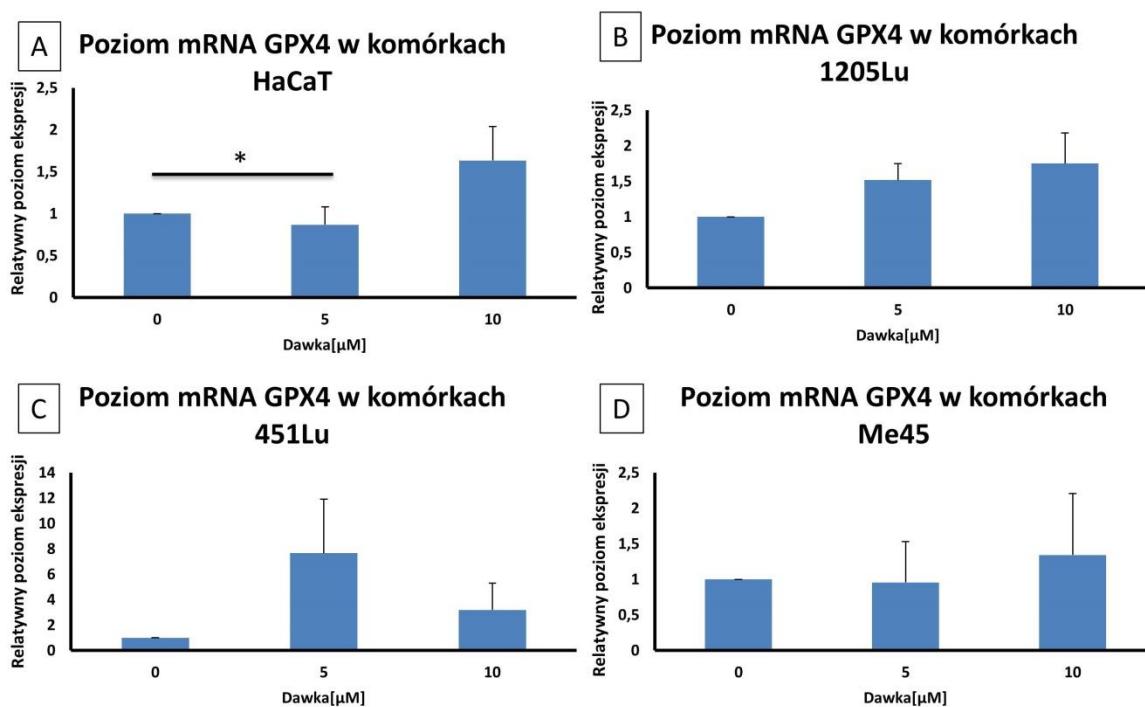 A
Poziom mRNA GPX4 w komórkach
HaCaT
Relatywny poziom ekspresji
2,5
2
1,5
1
0,5
0
*
0
5
10
Dawka[µM]
B
Poziom mRNA GPX4 w komórkach
1205Lu
Relatywny poziom ekspresji
2,5
2
1,5
1
0,5
0
0
5
10
Dawka[µM]
C
Poziom mRNA GPX4 w komórkach
451Lu
Relatywny poziom ekspresji
14
12
10
8
6
4
2
0
0
5
10
Dawka[µM]
D
Poziom mRNA GPX4 w komórkach
Me45
Relatywny poziom ekspresji
2,5
2
1,5
1
0,5
0
0
5
10
Dawka[µM]